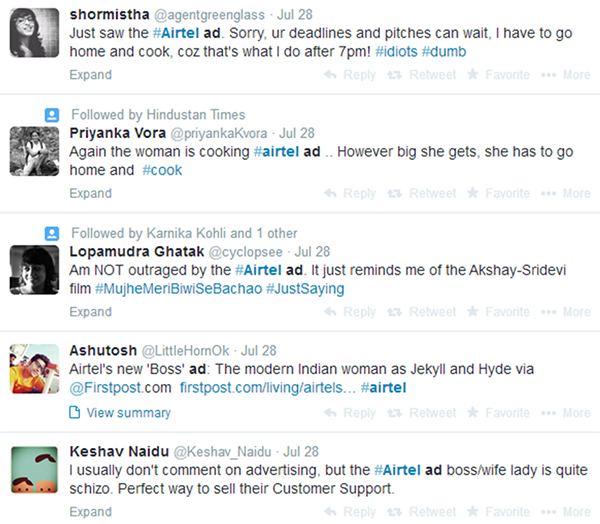 shormistha @agentgreenglass · Jul 28
Just saw the #Airtel ad. Sorry, ur deadlines and pitches can wait, I have to go
home and cook, coz that's what I do after 7pm! #idiots #dumb
Expand Reply Retweet Favorite More
Followed by Hindustan Times
Priyanka Vora @priyankaKvora · Jul 28
Again the woman is cooking #airtel ad .. However big she gets, she has to go
home and #cook
Expand Reply Retweet Favorite More
Followed by Karnika Kohli and 1 other
Lopamudra Ghatak @cyclopsee · Jul 28
Am NOT outraged by the #Airtel ad. It just reminds me of the Akshay-Sridevi
film #MujheMeriBiwiSeBachao #JustSaying
Expand Reply Retweet Favorite More
Ashutosh @LittleHornOk · Jul 28
Airtel's new 'Boss' ad: The modern Indian woman as Jekyll and Hyde via
@Firstpost.com firstpost.com/living/airtels… #airtel
View summary Reply Retweet Favorite More
Keshav Naidu @Keshav_Naidu · Jul 28
I usually don't comment on advertising, but the #Airtel ad boss/wife lady is quite
schizo. Perfect way to sell their Customer Support.
Expand Reply Retweet Favorite More